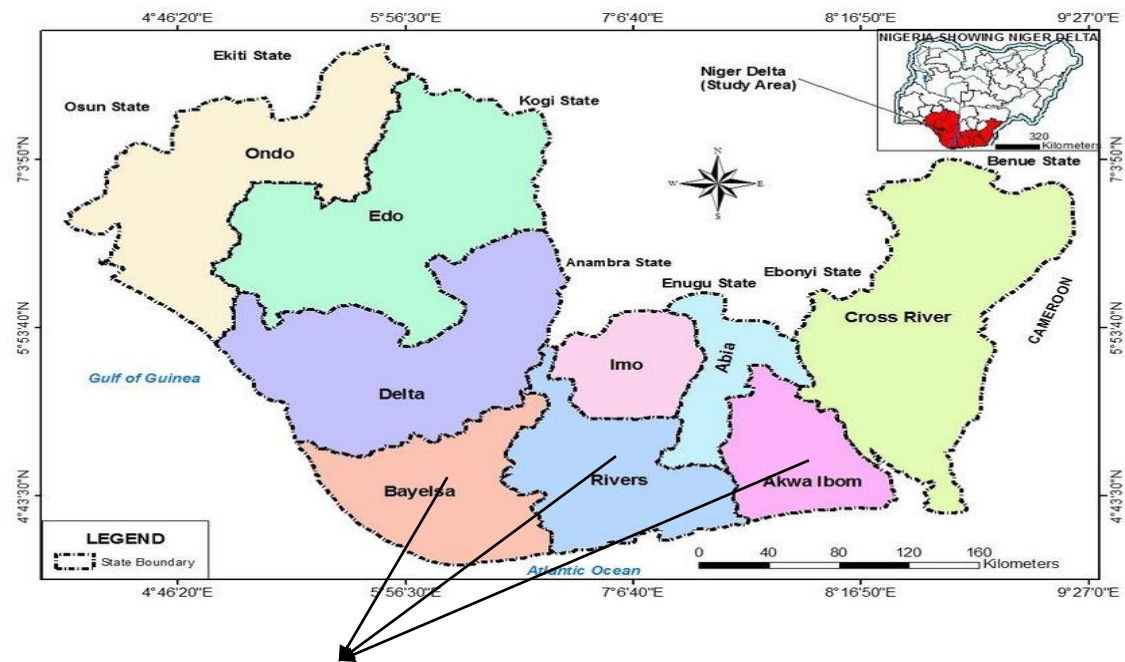 4°46'20"E 5°56'30"E 7°6'40"E 8°16'50"E 9°27'0"E
NIGERIA SHOWING NIGER DELTA
Ekiti State
Niger Delta
(Study Area)
Osun State
Kogi State
320
Kilometers
Ondo
Benue State
7°3'50"N 7°3'50"N
N
W E
S
Edo
Anambra State
Ebonyi State
Enugu State
Cross River
CAMEROON
5°53'40"N 5°53'40"N
Imo
Abia
Gulf of Guinea
Delta
Rivers
Akwa Ibom
Bayelsa
4°43'30"N 4°43'30"N
LEGEND
State Boundary
0 40 80 120 160
Kilometers
Atlantic Ocean
4°46'20"E 5°56'30"E 7°6'40"E 8°16'50"E 9°27'0"E